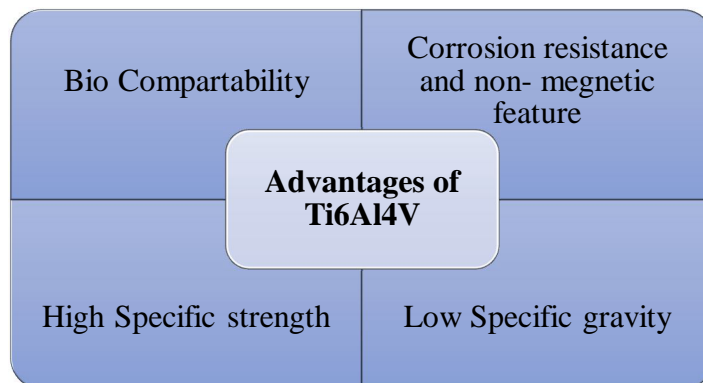 Bio Compartability
Corrosion resistance
and non- megnetic
feature
Advantages of
Ti6Al4V
High Specific strength
Low Specific gravity